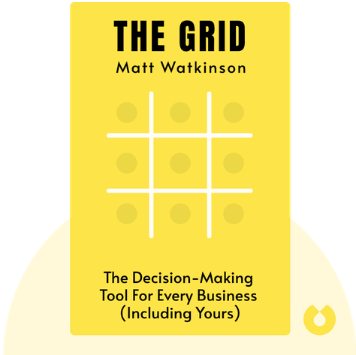 THE GRID
Matt Watkinson
The Decision-Making
Tool For Every Business
(Including Yours)